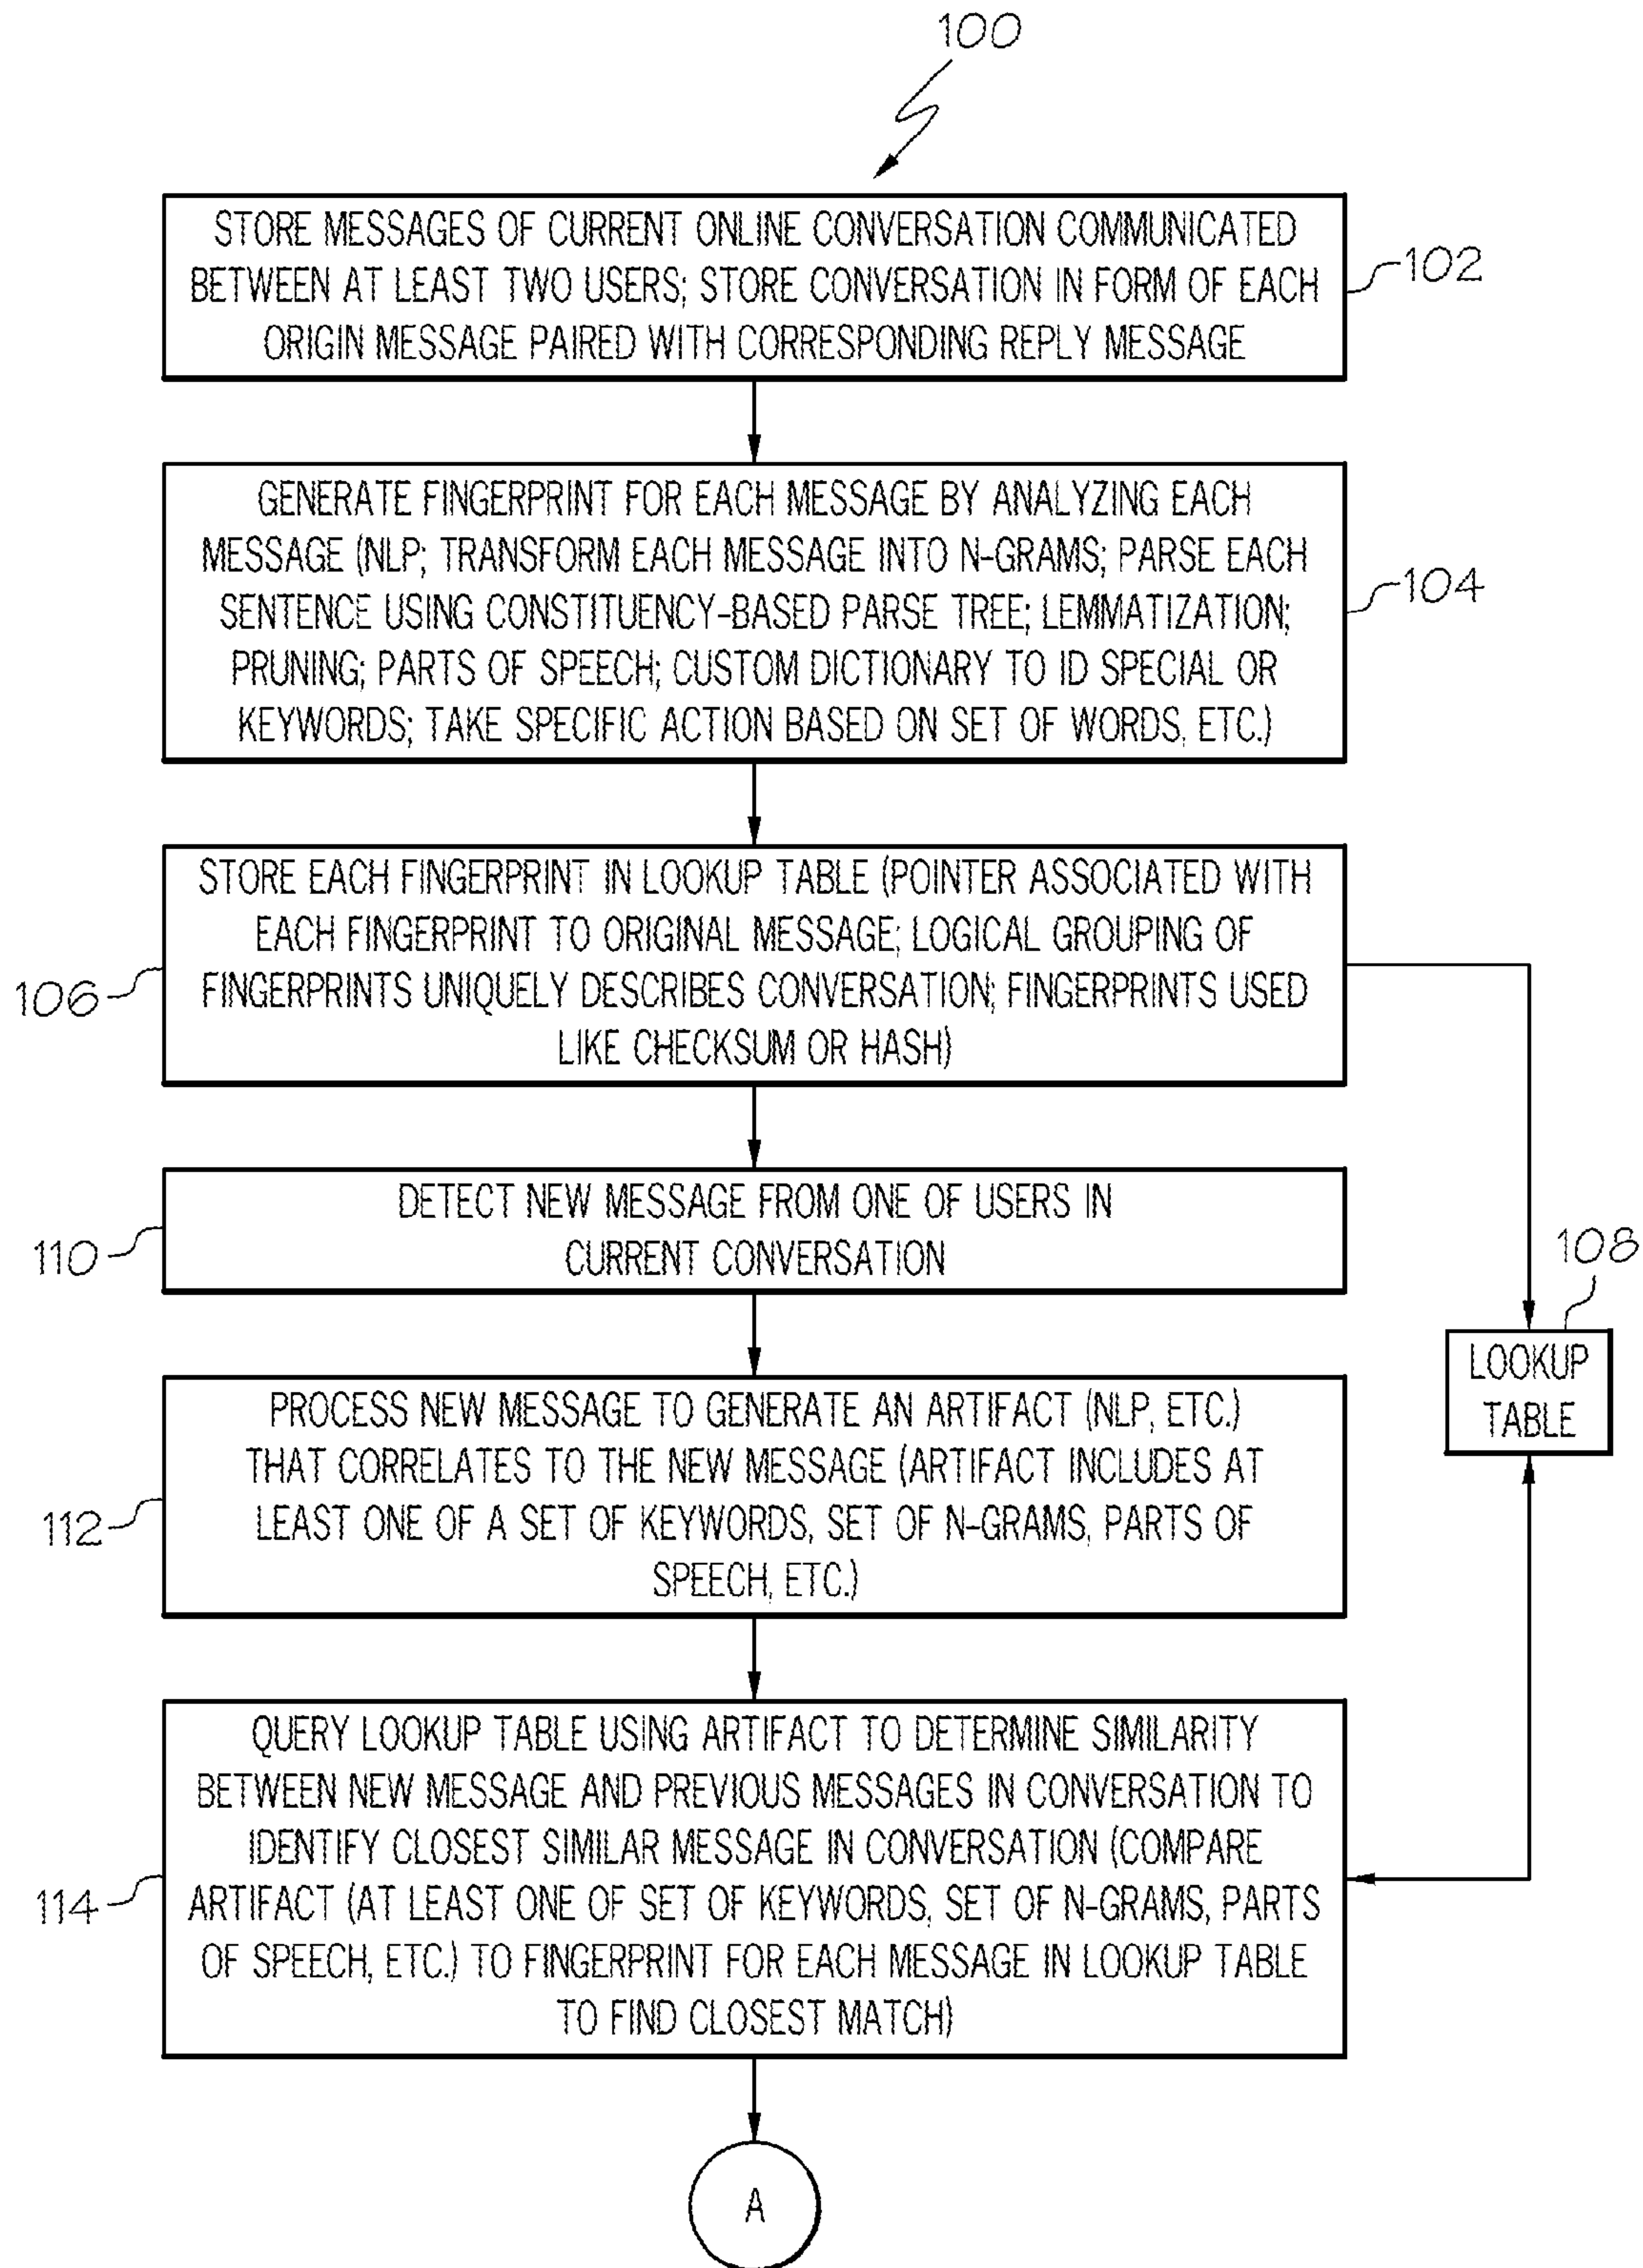 100
STORE MESSAGES OF CURRENT ONLINE CONVERSATION COMMUNICATED
BETWEEN AT LEAST TWO USERS; STORE CONVERSATION IN FORM OF EACH
ORIGIN MESSAGE PAIRED WITH CORRESPONDING REPLY MESSAGE
102
GENERATE FINGERPRINT FOR EACH MESSAGE BY ANALYZING EACH
MESSAGE (NLP; TRANSFORM EACH MESSAGE INTO N-GRAMS; PARSE EACH
SENTENCE USING CONSTITUENCY-BASED PARSE TREE; LEMMATIZATION;
PRUNING; PARTS OF SPEECH; CUSTOM DICTIONARY TO ID SPECIAL OR
KEYWORDS; TAKE SPECIFIC ACTION BASED ON SET OF WORDS, ETC.)
104
STORE EACH FINGERPRINT IN LOOKUP TABLE (POINTER ASSOCIATED WITH
EACH FINGERPRINT TO ORIGINAL MESSAGE; LOGICAL GROUPING OF
FINGERPRINTS UNIQUELY DESCRIBES CONVERSATION; FINGERPRINTS USED
LIKE CHECKSUM OR HASH)
106
DETECT NEW MESSAGE FROM ONE OF USERS IN
CURRENT CONVERSATION
110
108
LOOKUP
TABLE
PROCESS NEW MESSAGE TO GENERATE AN ARTIFACT (NLP, ETC.)
THAT CORRELATES TO THE NEW MESSAGE (ARTIFACT INCLUDES AT
LEAST ONE OF A SET OF KEYWORDS, SET OF N-GRAMS, PARTS OF
SPEECH, ETC.)
112
QUERY LOOKUP TABLE USING ARTIFACT TO DETERMINE SIMILARITY
BETWEEN NEW MESSAGE AND PREVIOUS MESSAGES IN CONVERSATION TO
IDENTIFY CLOSEST SIMILAR MESSAGE IN CONVERSATION (COMPARE
ARTIFACT (AT LEAST ONE OF SET OF KEYWORDS, SET OF N-GRAMS, PARTS
OF SPEECH, ETC.) TO FINGERPRINT FOR EACH MESSAGE IN LOOKUP TABLE
TO FIND CLOSEST MATCH)
114
A